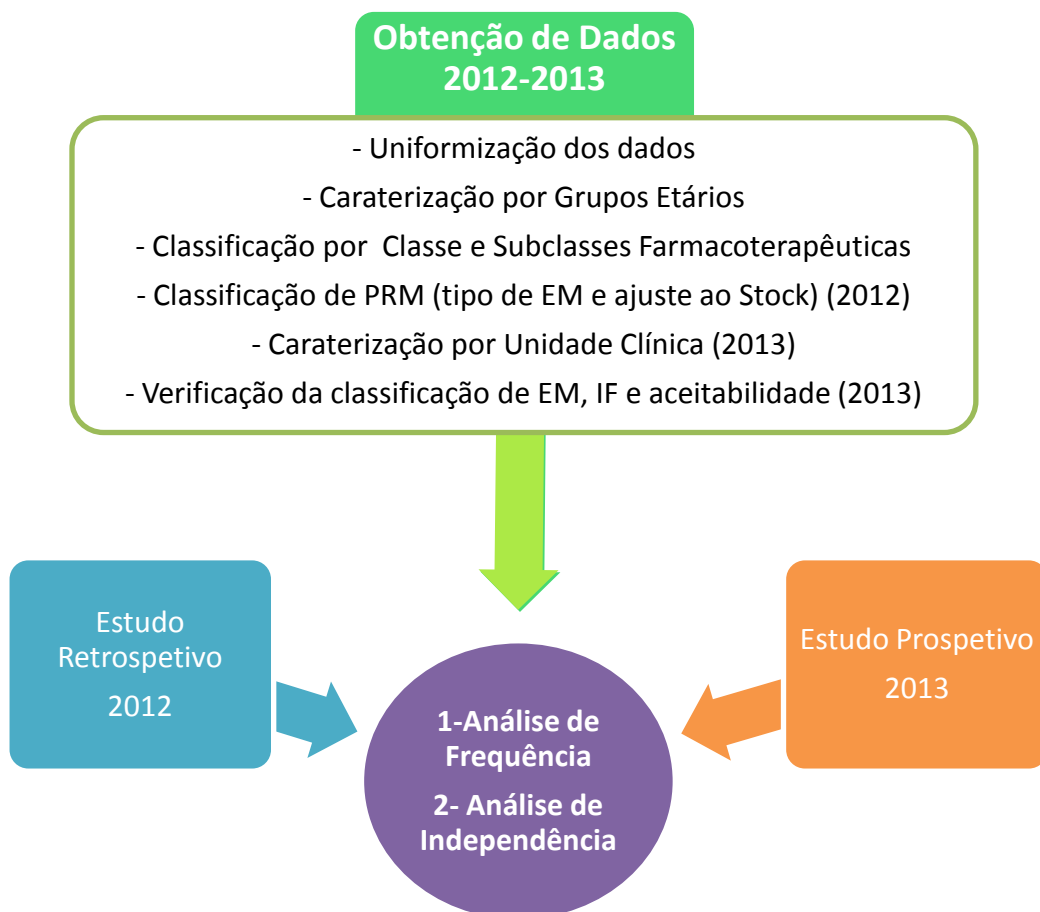 Obtenção de Dados
2012-2013
- Uniformização dos dados
- Caraterização por Grupos Etários
- Classificação por Classe e Subclasses Farmacoterapêuticas
- Classificação de PRM (tipo de EM e ajuste ao Stock) (2012)
- Caraterização por Unidade Clínica (2013)
- Verificação da classificação de EM, IF e aceitabilidade (2013)
Estudo
Retrospetivo
2012
Estudo Prospetivo
2013
1-Análise de
Frequência
2- Análise de
Independência